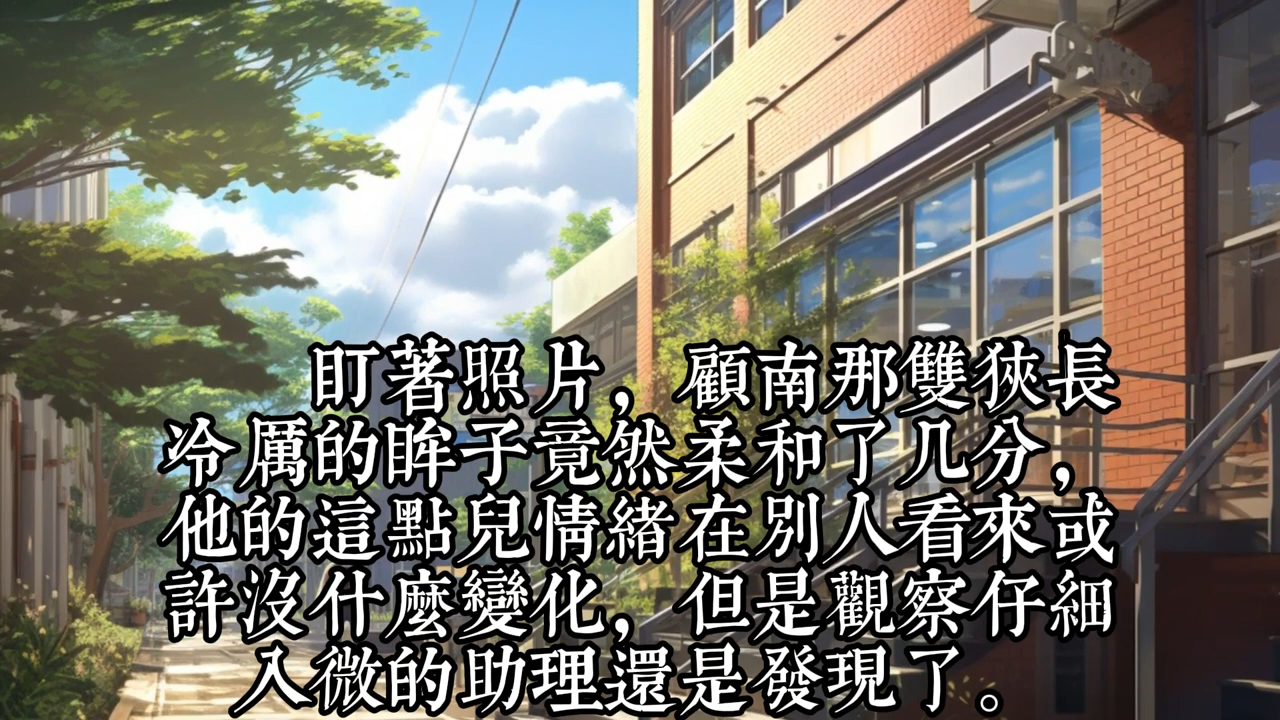 盯著照片，顧南那雙狹長
冷厲的眸子竟然柔和了几分，
他的這點兒情緒在別人看來或
許沒什麼變化，但是觀察仔細
入微的助理還是發現了。